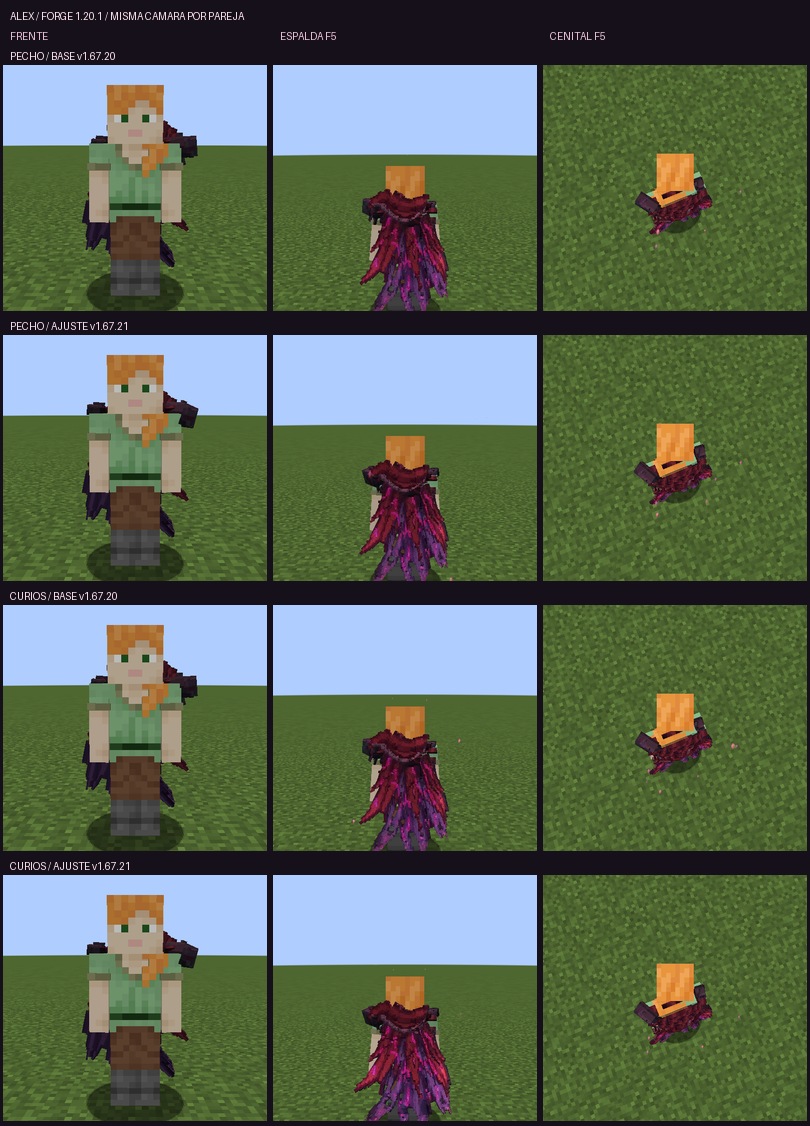 ALEX / FORGE 1.20.1 / MISMA CAMARA POR PAREJA
FRENTE ESPALDA F5 CENITAL F5
PECHO / BASE v1.67.20
PECHO / AJUSTE v1.67.21
CURIOS / BASE v1.67.20
CURIOS / AJUSTE v1.67.21